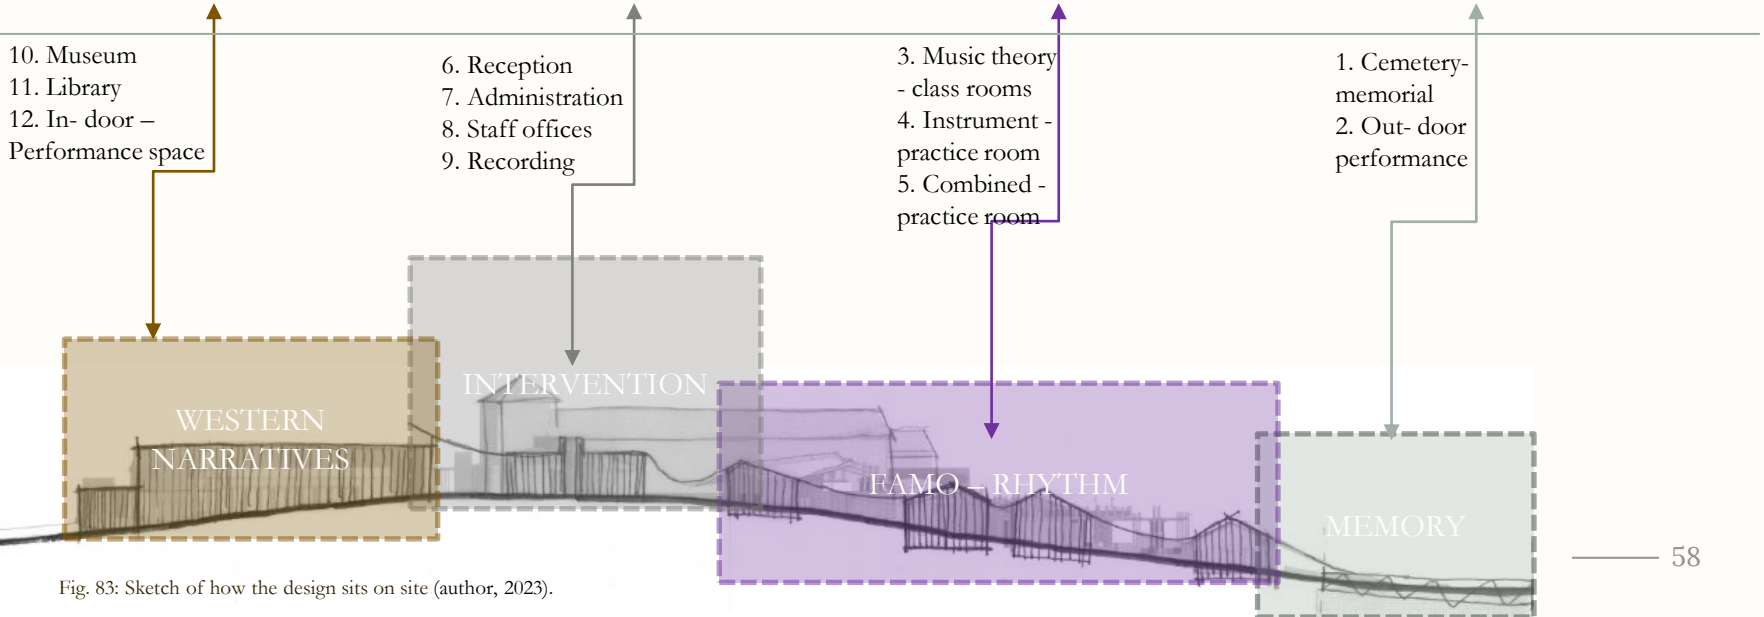 10. Museum
11. Library
12. In- door –
Performance space
6. Reception
7. Administration
8. Staff offices
9. Recording
3. Music theory
- class rooms
4. Instrument -
practice room
5. Combined -
practice room
1. Cemetery-
memorial
2. Out- door
performance
WESTERN
NARRATIVES
INTERVENTION
FAMO – RHYTHM
MEMORY
58
Fig. 83: Sketch of how the design sits on site (author, 2023).